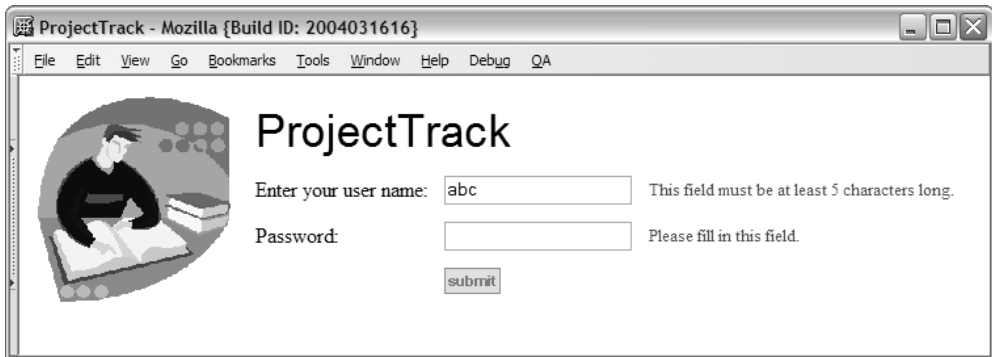 ProjectTrack - Mozilla {Build ID: 2004031616}
File Edit View Go Bookmarks Tools Window Help Debug QA
ProjectTrack
Enter your user name: abc This field must be at least 5 characters long.
Password: Please fill in this field.
submit